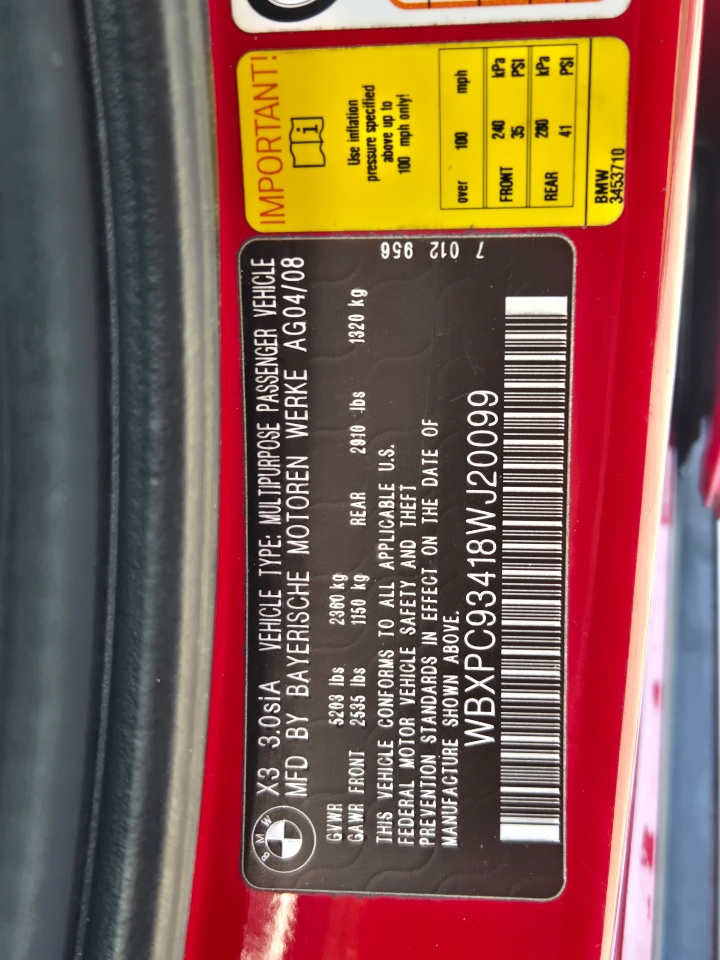 X3 3.0siA VEHICLE TYPE: MULTIPURPOSE PASSENGER VEHICLE
MFD BY BAYERISCHE MOTOREN WERKE AG04/08
BMW
GVWR 5203 lbs 2360 kg
GAWR FRONT 2535 lbs 1150 kg REAR 2910 lbs 1320 kg
THIS VEHICLE CONFORMS TO ALL APPLICABLE U.S.
FEDERAL MOTOR VEHICLE SAFETY AND THEFT
PREVENTION STANDARDS IN EFFECT ON THE DATE OF
MANUFACTURE SHOWN ABOVE.
WBXPC93418WJ20099
7 012 956
IMPORTANT!
i
Use inflation
pressure specified
above up to
100 mph only!
over 100 mph
kPa
FRONT 240
35 PSI
kPa
REAR 280
41 PSI
BMW
3453710